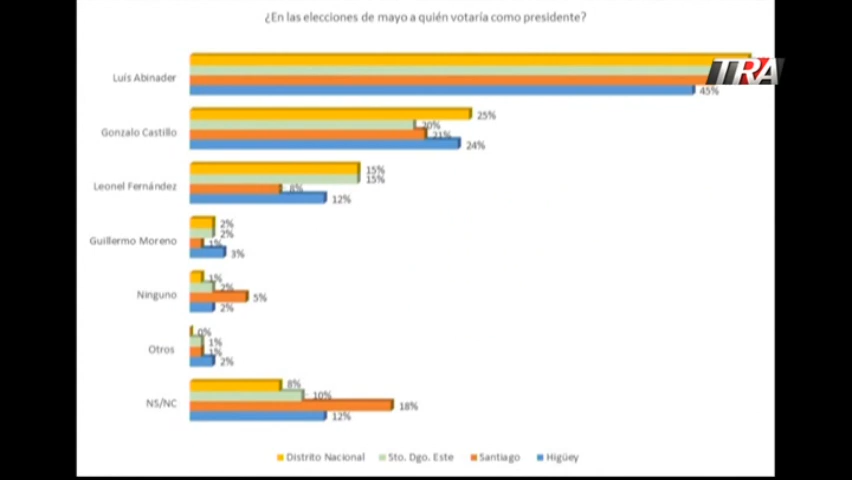 ¿En las elecciones de mayo a quién votaría como presidente?
TRA
Luis Abinader
45%
Gonzalo Castillo
25%
20%
21%
24%
Leonel Fernández
15%
15%
8%
12%
Guillermo Moreno
2%
2%
1%
3%
Ninguno
1%
2%
5%
2%
Otros
0%
1%
1%
2%
NS/NC
8%
10%
18%
12%
Distrito Nacional
Sto. Dgo. Este
Santiago
Higüey